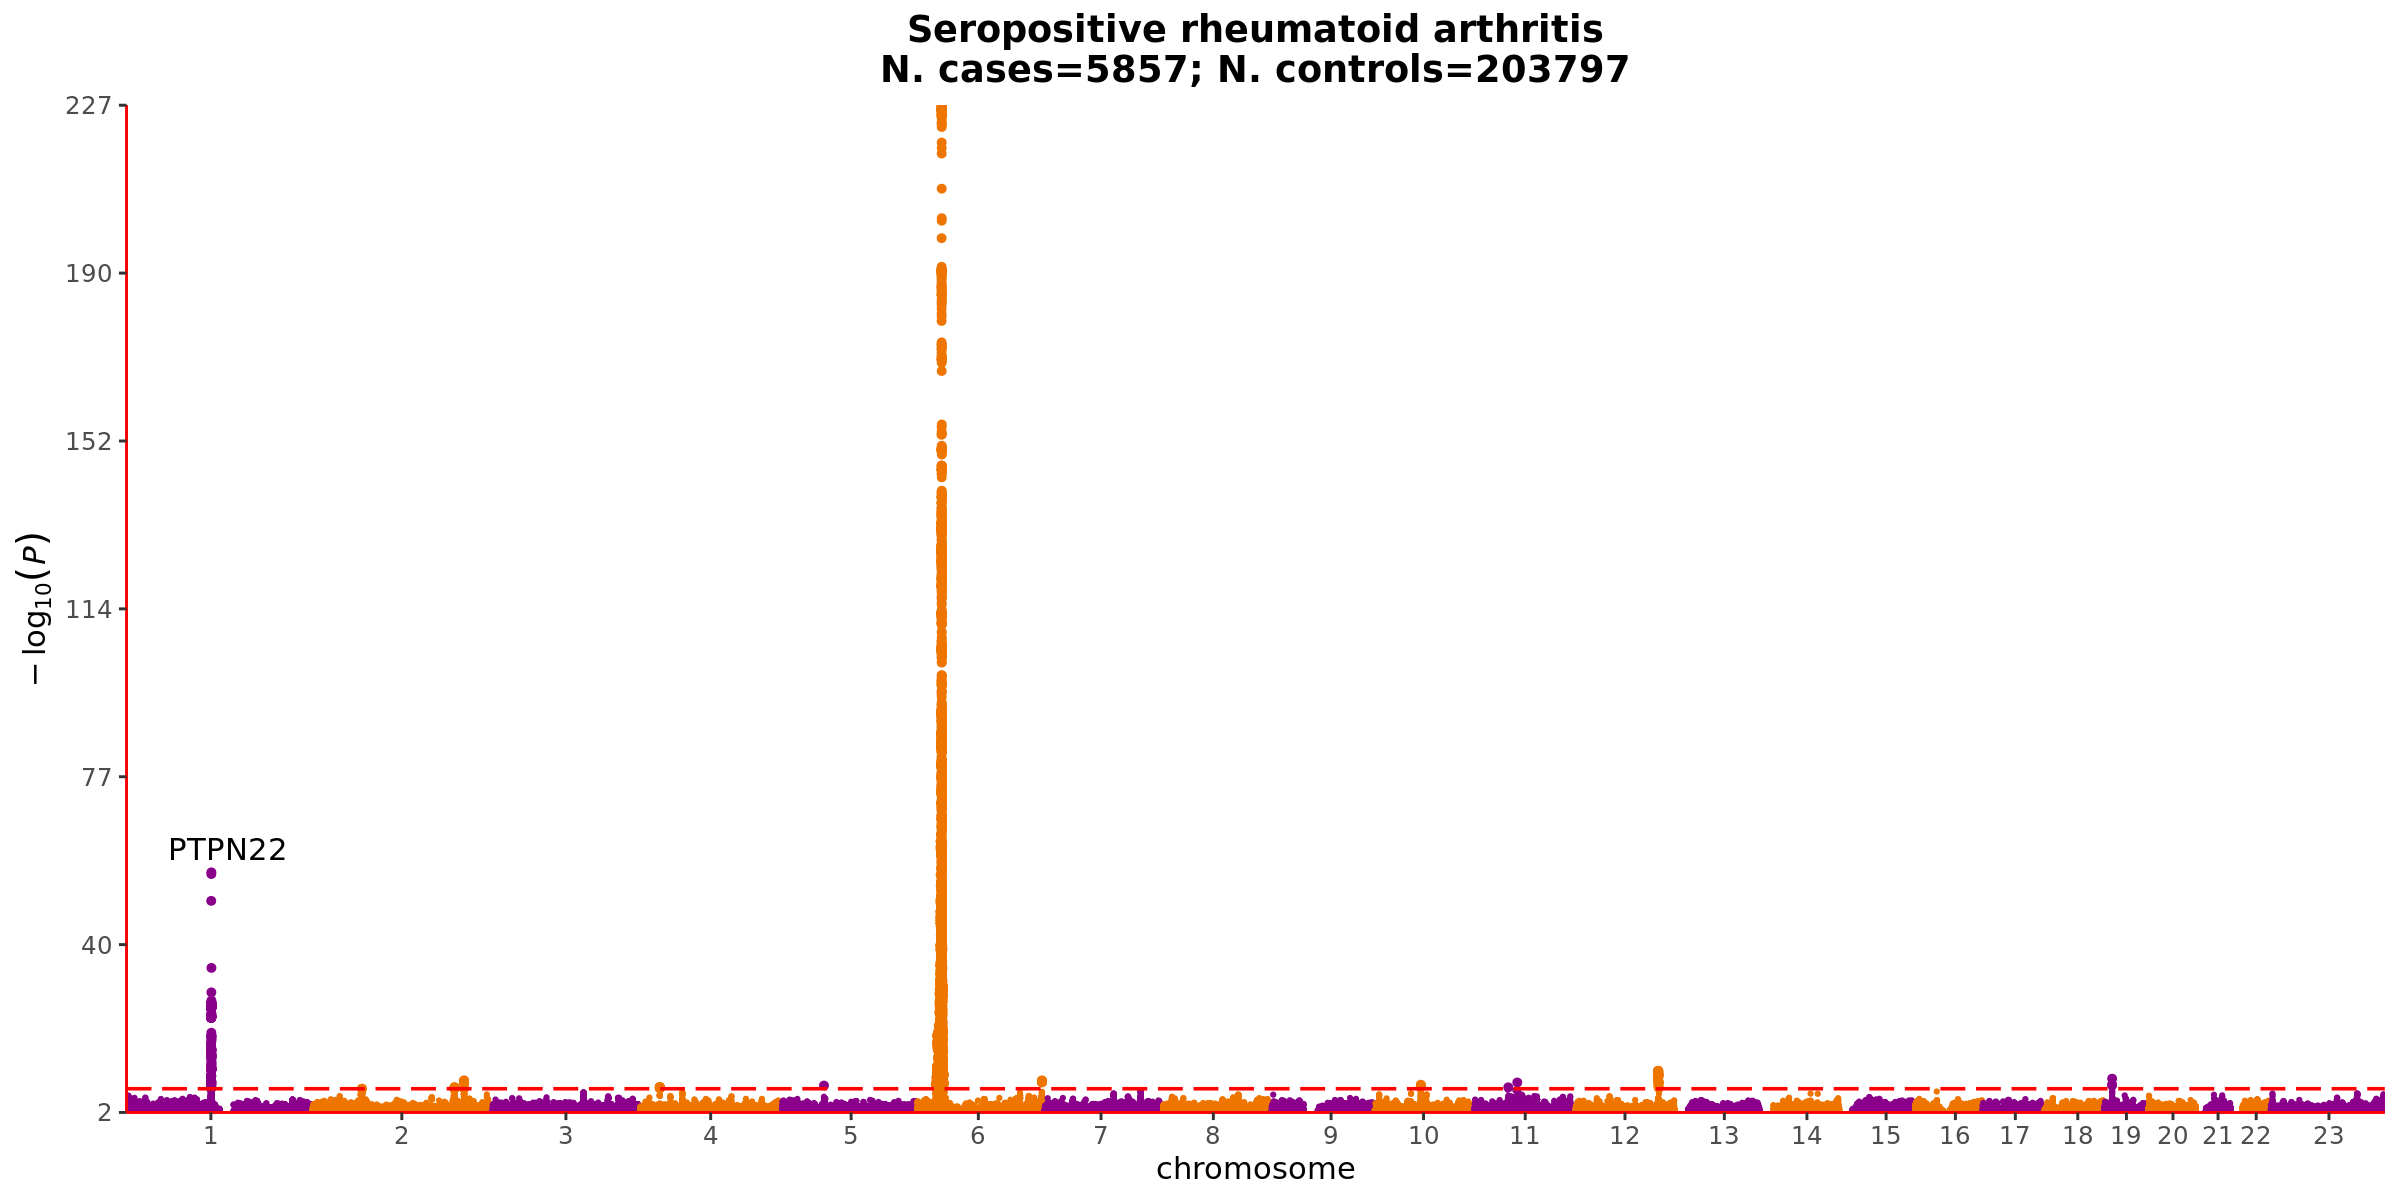 Seropositive rheumatoid arthritis
N. cases=5857; N. controls=203797
227
190
152
114
77
40
2
−log₁₀(P)
PTPN22
1 2 3 4 5 6 7 8 9 10 11 12 13 14 15 16 17 18 19 20 21 22 23
chromosome